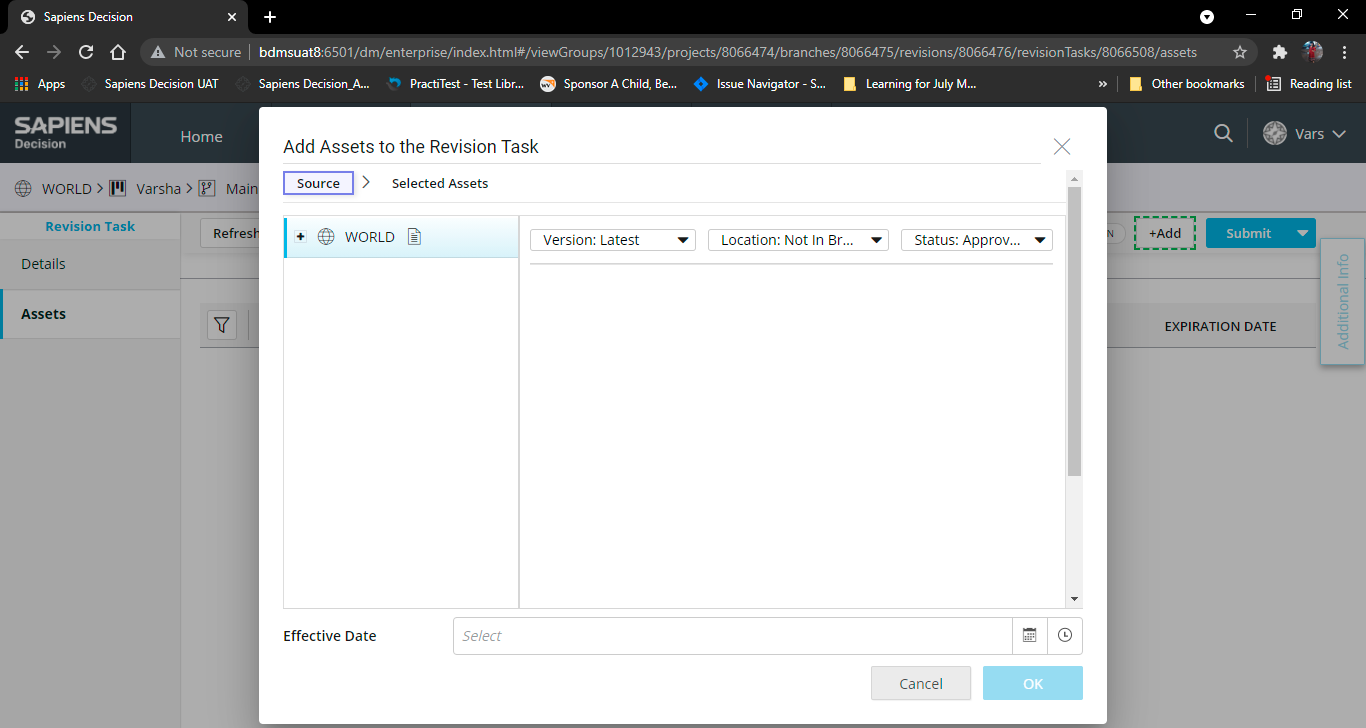 Sapiens Decision
Not secure bdmsuat8:6501/dm/enterprise/index.html#/viewGroups/1012943/projects/8066474/branches/8066475/revisions/8066476/revisionTasks/8066508/assets
Apps Sapiens Decision UAT Sapiens Decision_A... PractiTest - Test Libr... Sponsor A Child, Be... Issue Navigator - S... Learning for July M... » Other bookmarks Reading list
SAPIENS
Decision
Home
Vars
WORLD > Varsha > Main
Add Assets to the Revision Task
Source > Selected Assets
Revision Task
Refresh
N
+Add
Submit
Details
Assets
WORLD
Version: Latest
Location: Not In Br...
Status: Approv...
Additional Info
EXPIRATION DATE
Effective Date
Select
Cancel
OK